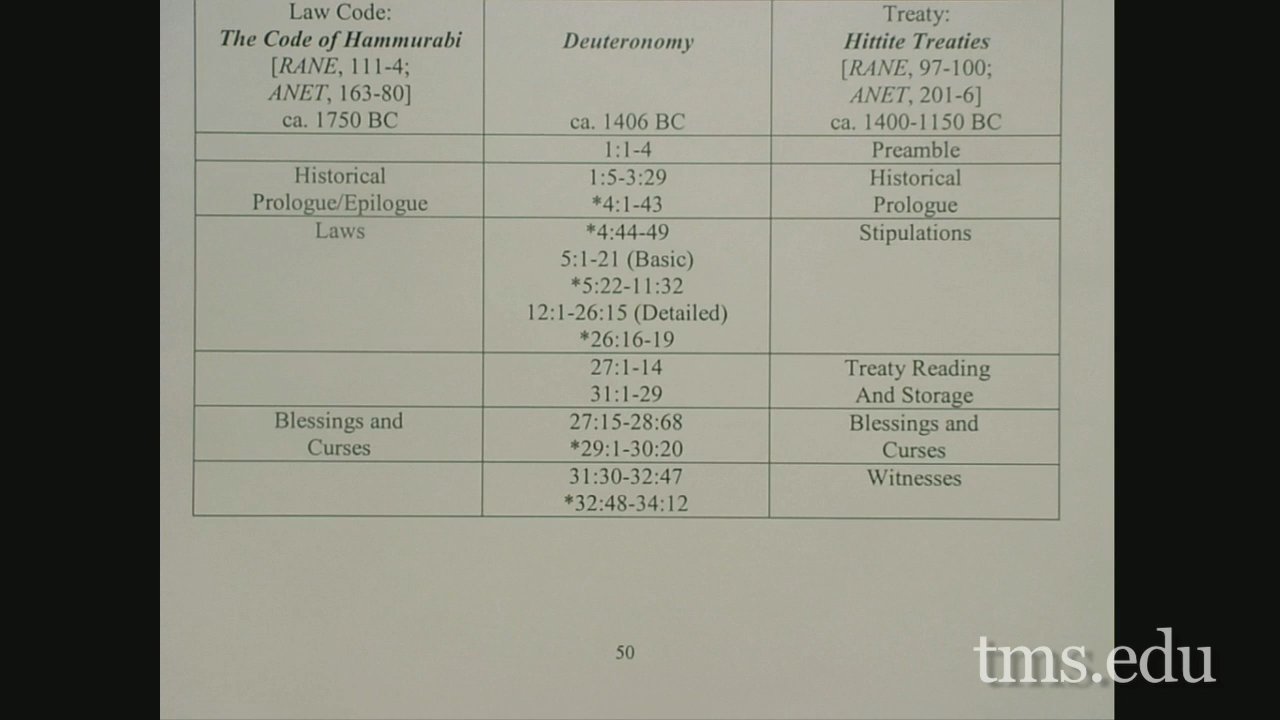 Law Code:
The Code of Hammurabi
[RANE, 111-4;
ANET, 163-80]
ca. 1750 BC
Deuteronomy
ca. 1406 BC
Treaty:
Hittite Treaties
[RANE, 97-100;
ANET, 201-6]
ca. 1400-1150 BC
1:1-4
Preamble
Historical
Prologue/Epilogue
1:5-3:29
*4:1-43
Historical
Prologue
Laws
*4:44-49
5:1-21 (Basic)
*5:22-11:32
12:1-26:15 (Detailed)
*26:16-19
Stipulations
27:1-14
31:1-29
Treaty Reading
And Storage
Blessings and
Curses
27:15-28:68
*29:1-30:20
Blessings and
Curses
31:30-32:47
*32:48-34:12
Witnesses
50
tms.edu